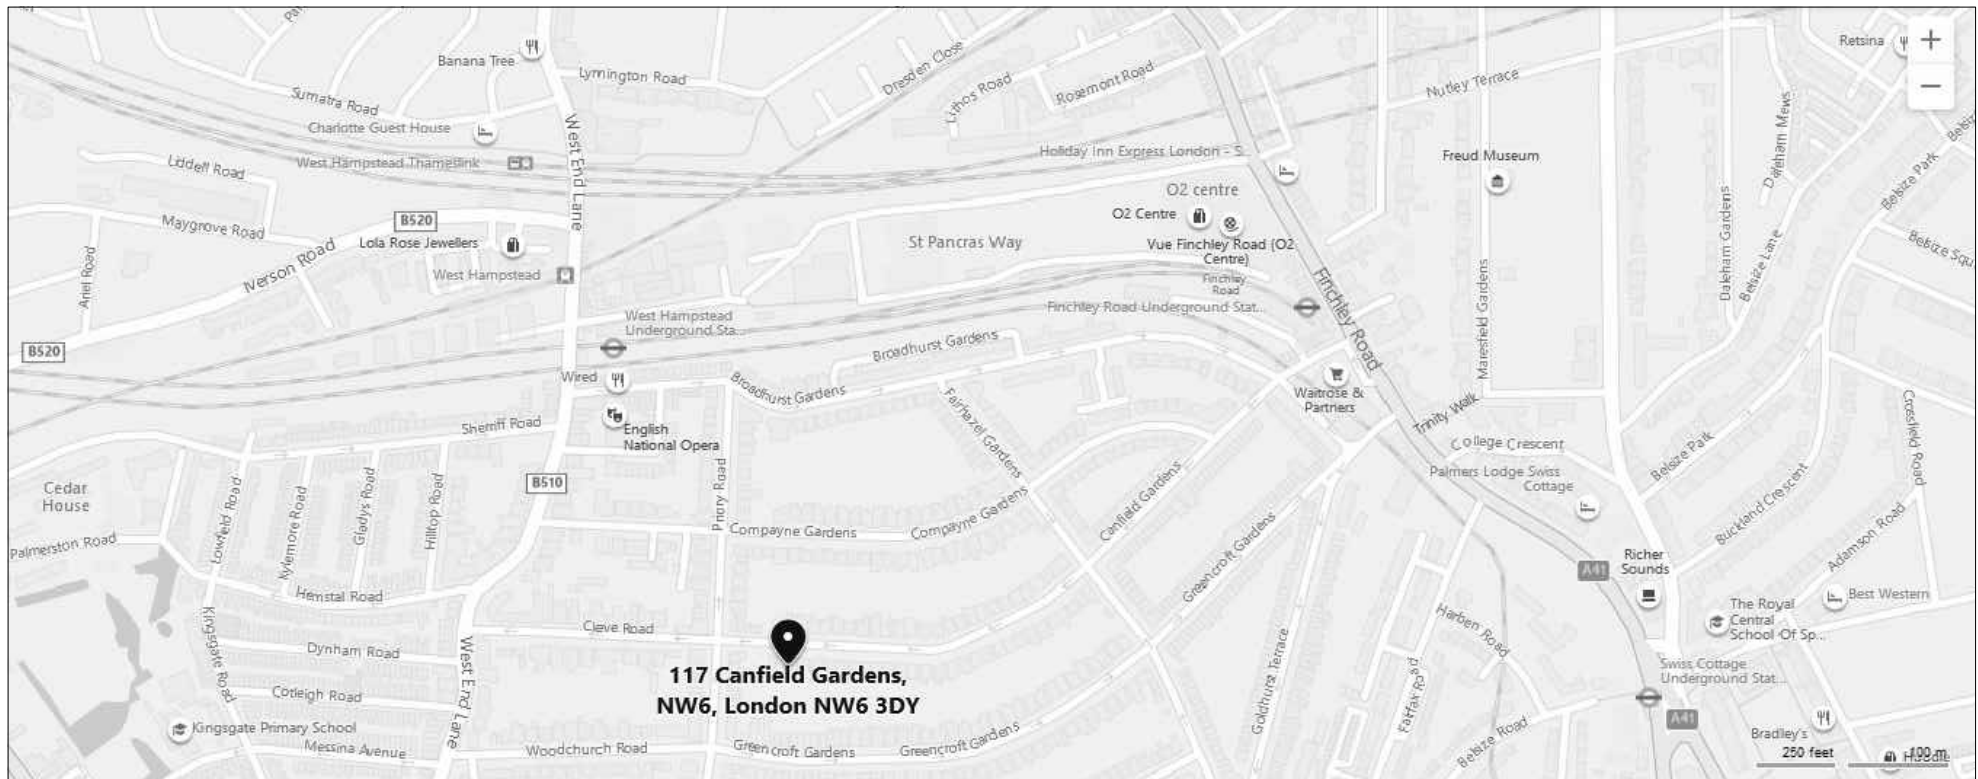 Banana Tree
Lymington Road
Dresden Close
Lithos Road
Rosemont Road
Nutley Terrace
Retsina
+
−
Sumatra Road
Charlotte Guest House
West End Lane
West Hampstead Thameslink
Holiday Inn Express London - S...
Freud Museum
Daleham Mews
Belsize Park
Liddell Road
O2 centre
O2 Centre
Maygrove Road
B520
Lola Rose Jewellers
St Pancras Way
Vue Finchley Road (O2
Centre)
Daleham Gardens
Belsize Lane
Belsize Squ
Ariel Road
Iverson Road
West Hampstead
Finchley
Road
Finchley Road
Maresfield Gardens
West Hampstead
Underground Sta...
Finchley Road Underground Stat...
B520
Broadhurst Gardens
Wired
Broadhurst Gardens
Fairhazel Gardens
Waitrose &
Partners
Trinity Walk
Crossfield Road
Sherriff Road
English
National Opera
College Crescent
Belsize Park
Cedar
House
B510
Priory Road
Palmers Lodge Swiss
Cottage
Lowfield Road
Kylemore Road
Gladys Road
Hilltop Road
Compayne Gardens
Compayne Gardens
Canfield Gardens
Greencroft Gardens
Buckland Crescent
Adamson Road
Palmerston Road
Richer
Sounds
A41
Hemstal Road
Best Western
Kingsgate Road
Cleve Road
Harben Road
The Royal
Central
School Of Sp...
Dynham Road
West End Lane
117 Canfield Gardens,
NW6, London NW6 3DY
Goldhurst Terrace
Fairfax Road
Swiss Cottage
Underground Stat...
Cotleigh Road
A41
Kingsgate Primary School
Messina Avenue
Woodchurch Road
Greencroft Gardens
Greencroft Gardens
Belsize Road
Bradley's
250 feet
100 m